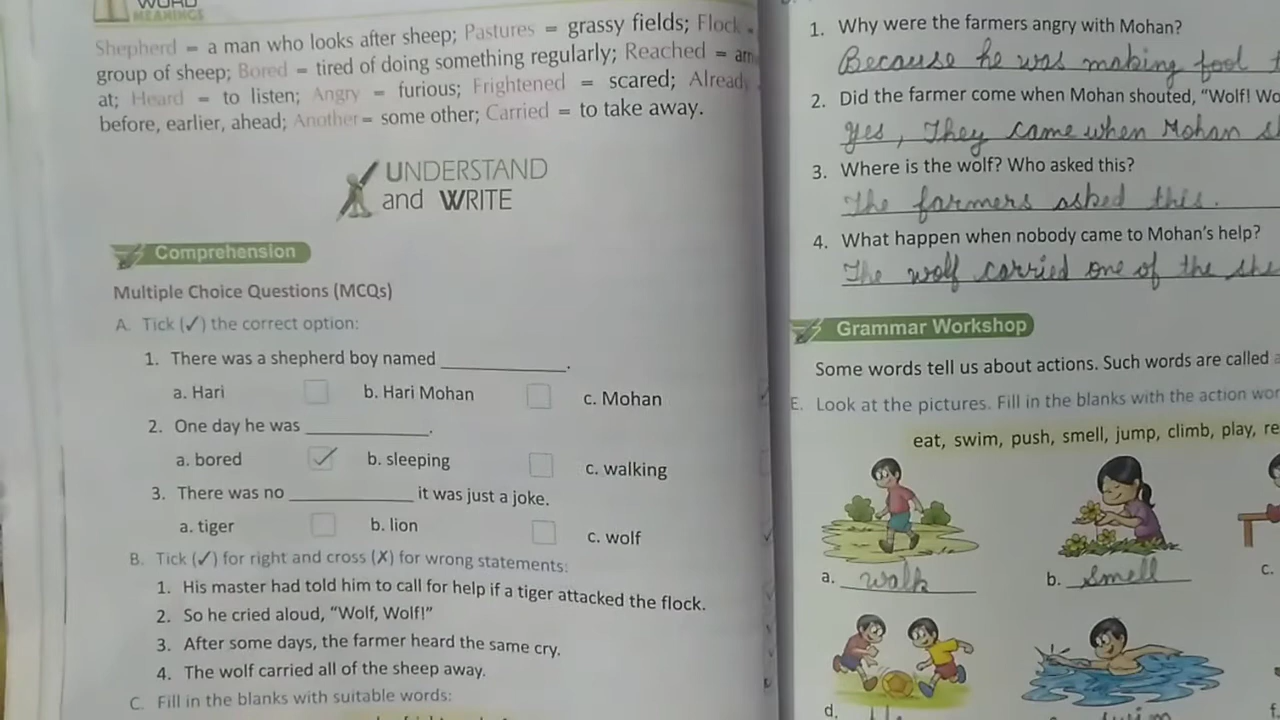 WORD
MEANINGS
Shepherd = a man who looks after sheep; Pastures = grassy fields; Flock =
group of sheep; Bored = tired of doing something regularly; Reached =
at; Heard = to listen; Angry = furious; Frightened = scared; Already
before, earlier, ahead; Another = some other; Carried = to take away.
UNDERSTAND
and WRITE
Comprehension
Multiple Choice Questions (MCQs)
A. Tick (✓) the correct option:
1. There was a shepherd boy named ____________.
a. Hari b. Hari Mohan c. Mohan
2. One day he was ____________.
a. bored ✓ b. sleeping c. walking
3. There was no ____________ it was just a joke.
a. tiger b. lion c. wolf
B. Tick (✓) for right and cross (✗) for wrong statements:
1. His master had told him to call for help if a tiger attacked the flock.
2. So he cried aloud, “Wolf, Wolf!”
3. After some days, the farmer heard the same cry.
4. The wolf carried all of the sheep away.
C. Fill in the blanks with suitable words:
1. Why were the farmers angry with Mohan?
Because he was making fool
2. Did the farmer come when Mohan shouted, “Wolf!
Yes, They came when Mohan
3. Where is the wolf? Who asked this?
The farmers asked this.
4. What happen when nobody came to Mohan’s help?
The wolf carried one of the
Grammar Workshop
Some words tell us about actions. Such words are called
E. Look at the pictures. Fill in the blanks with the action
eat, swim, push, smell, jump, climb, play,
a. walk b. smell c.
d.